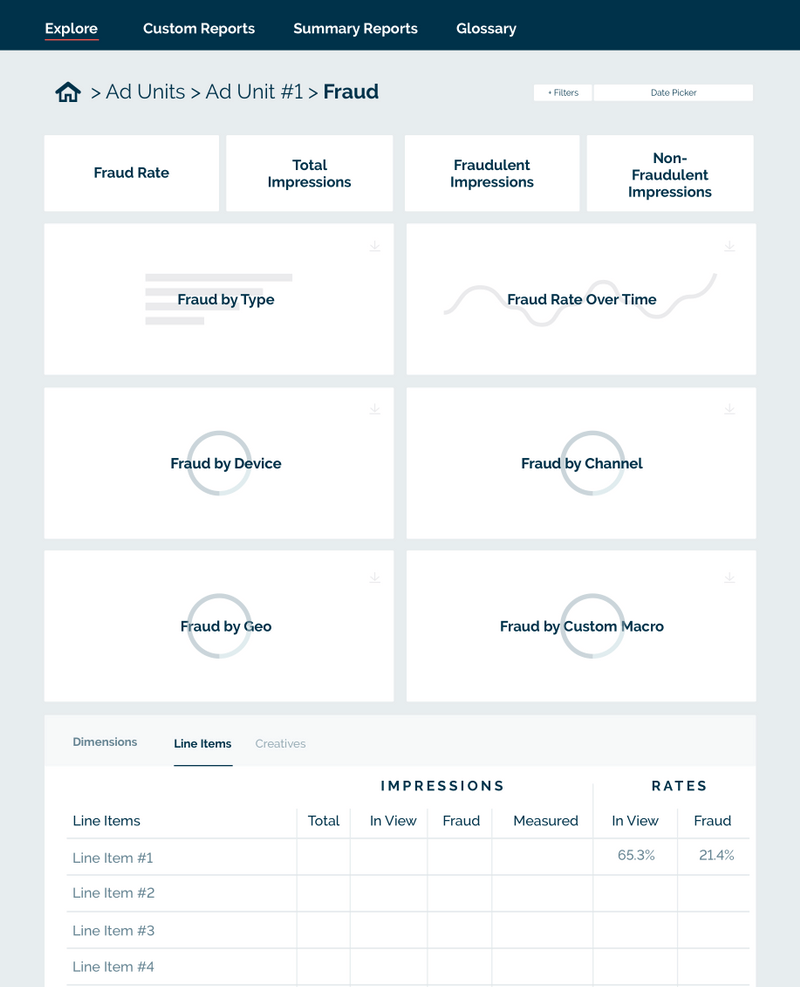 Explore Custom Reports Summary Reports Glossary
> Ad Units > Ad Unit #1 > Fraud
+ Filters Date Picker
Fraud Rate
Total
Impressions
Fraudulent
Impressions
Non-
Fraudulent
Impressions
Fraud by Type
Fraud Rate Over Time
Fraud by Device
Fraud by Channel
Fraud by Geo
Fraud by Custom Macro
Dimensions Line Items Creatives
IMPRESSIONS RATES
Line Items Total In View Fraud Measured In View Fraud
Line Item #1 65.3% 21.4%
Line Item #2
Line Item #3
Line Item #4